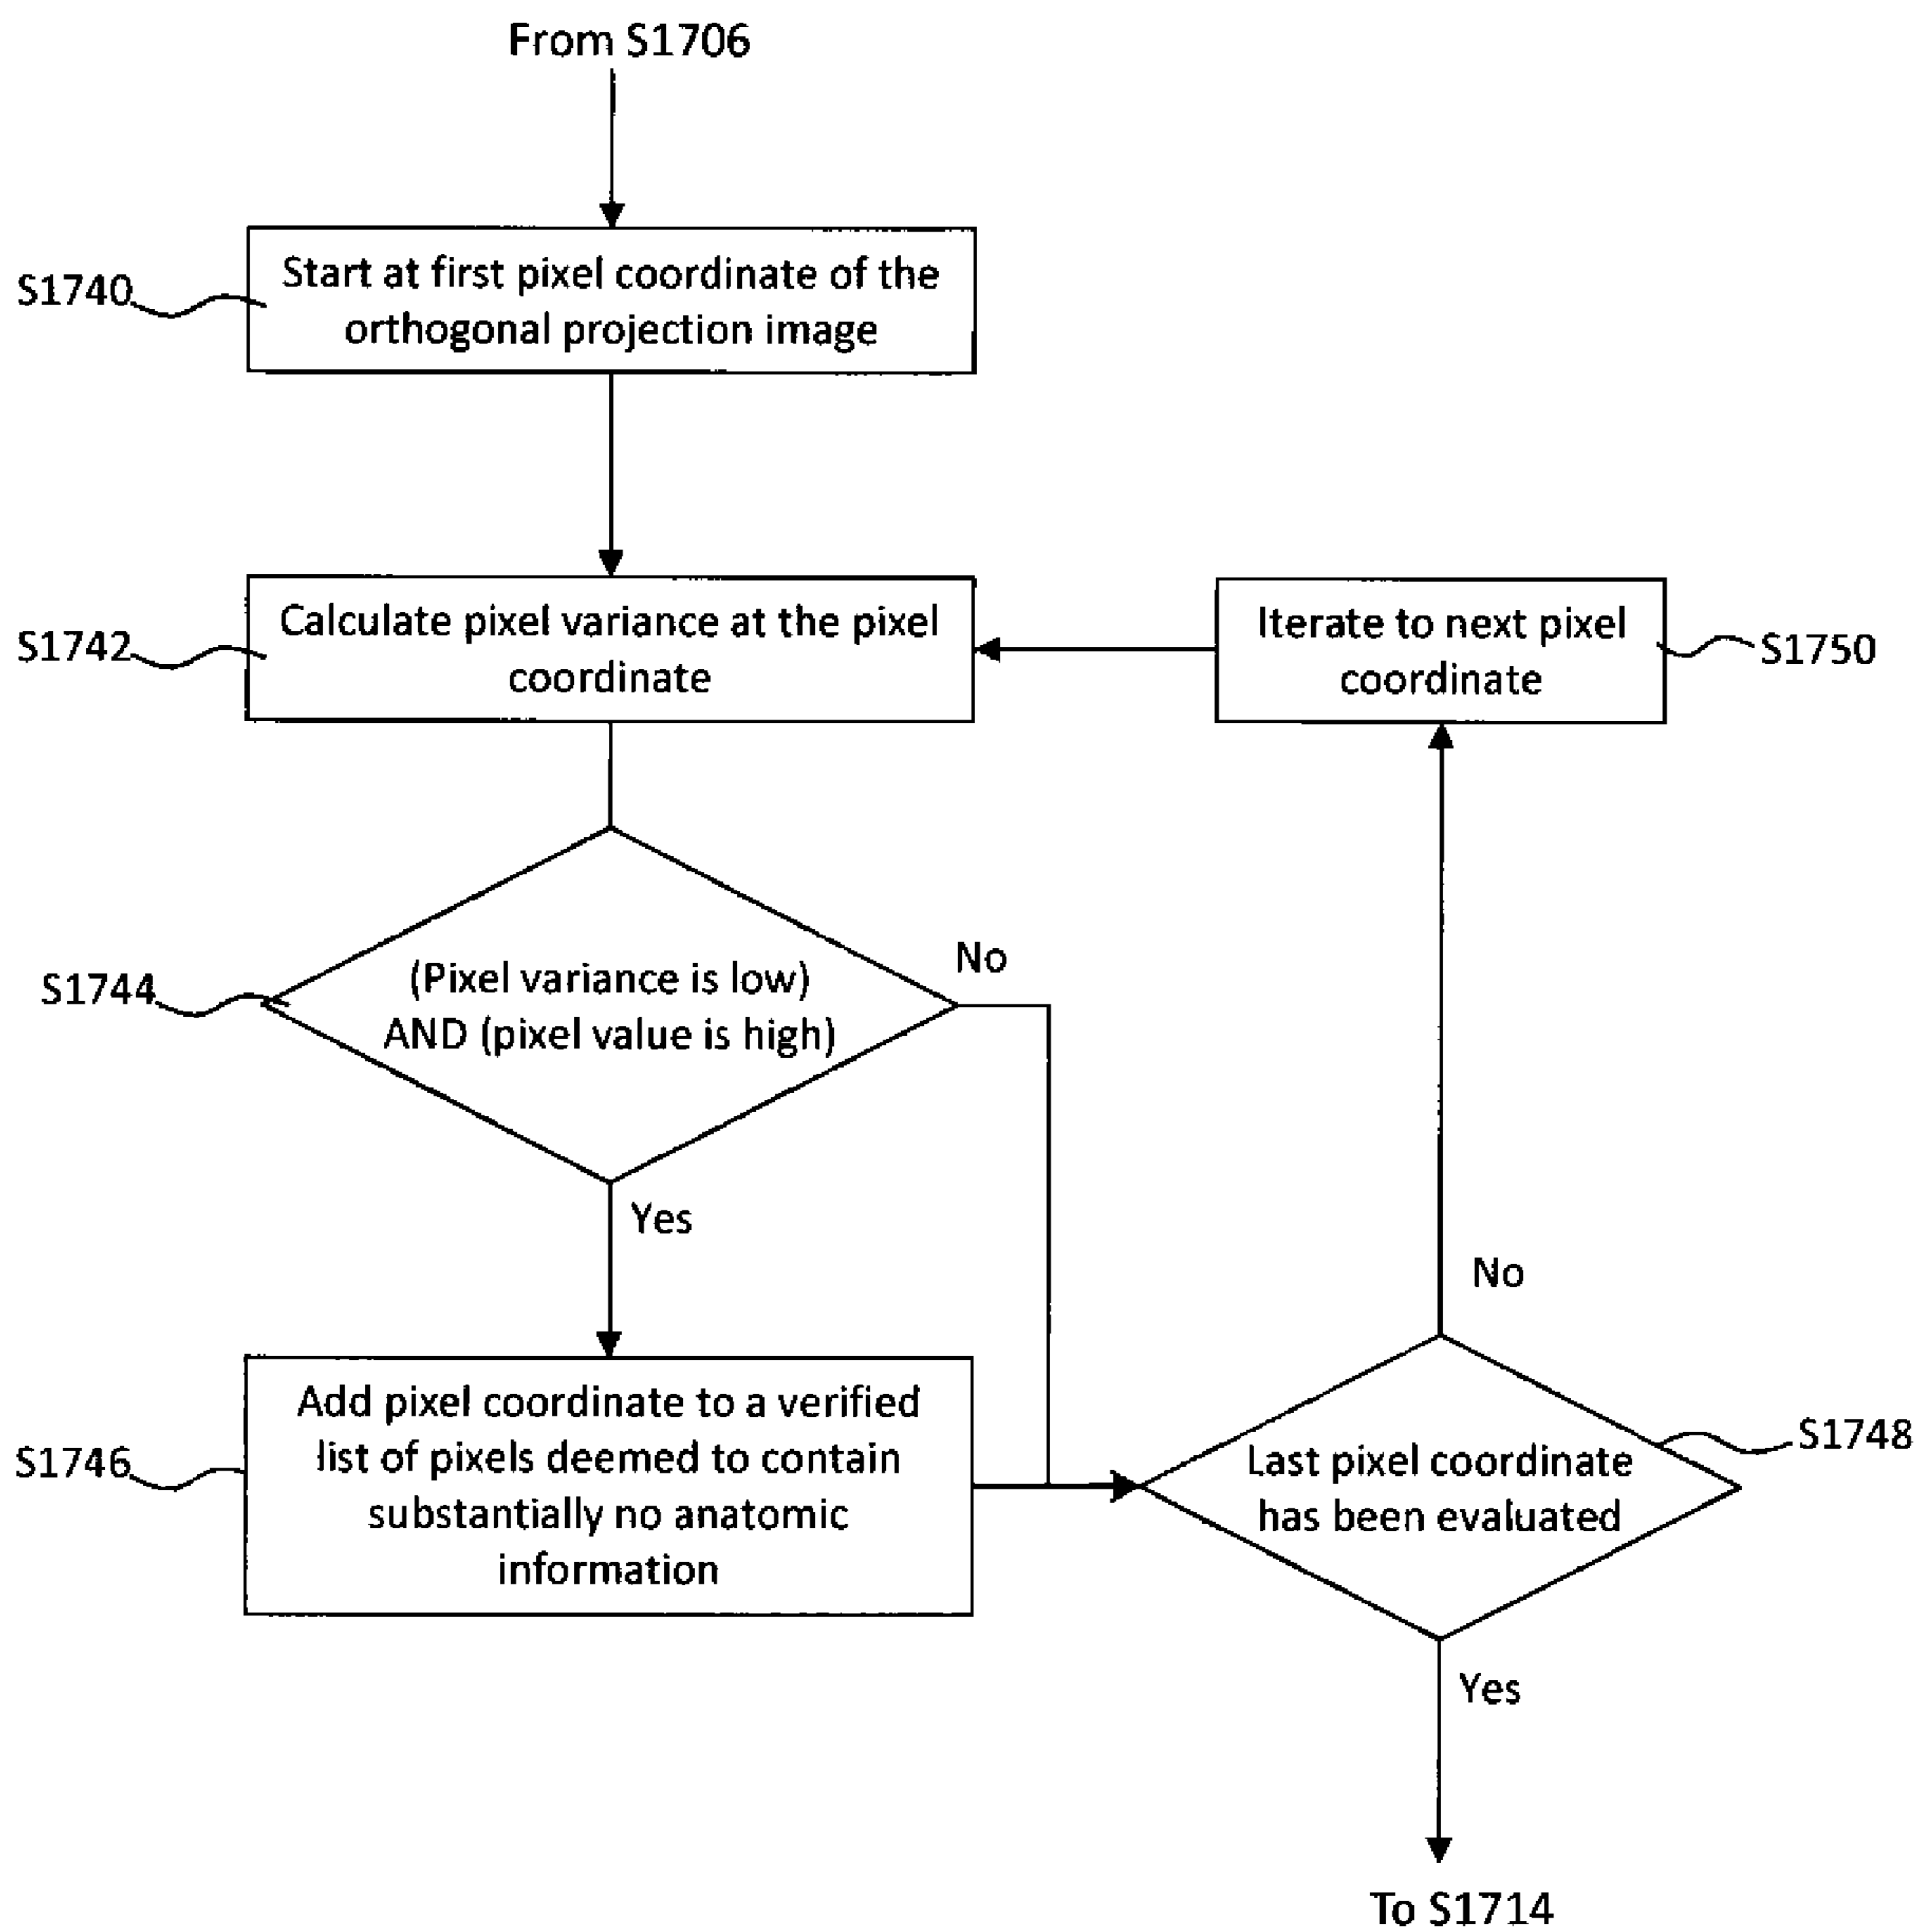 From S1706
S1740
Start at first pixel coordinate of the
orthogonal projection image
S1742
Calculate pixel variance at the pixel
coordinate
Iterate to next pixel
coordinate
S1750
S1744
(Pixel variance is low)
AND (pixel value is high)
No
Yes
S1746
Add pixel coordinate to a verified
list of pixels deemed to contain
substantially no anatomic
information
No
S1748
Last pixel coordinate
has been evaluated
Yes
To S1714